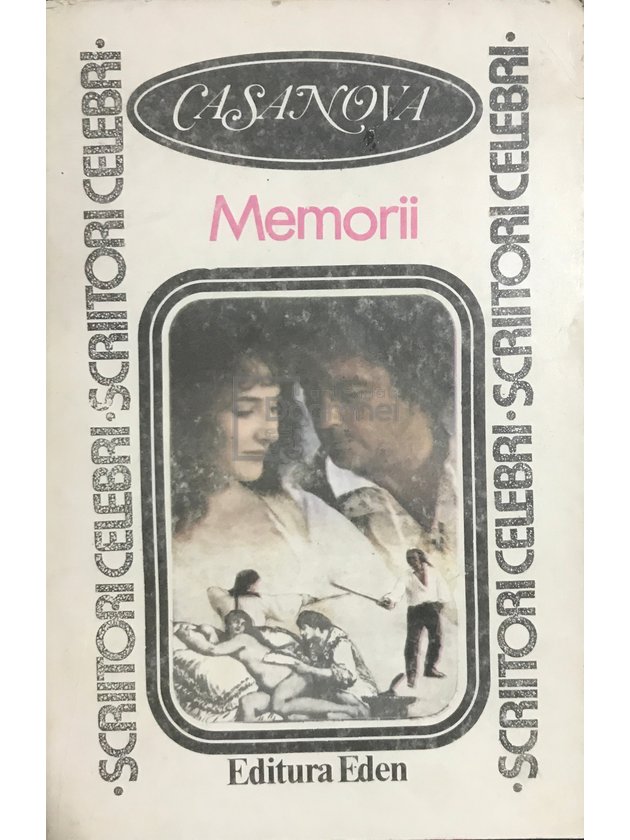 CASANOVA
Memorii
·SCRIITORI CELEBRI·SCRIITORI CELEBRI·
·SCRIITORI CELEBRI·SCRIITORI CELEBRI·
Editura Eden